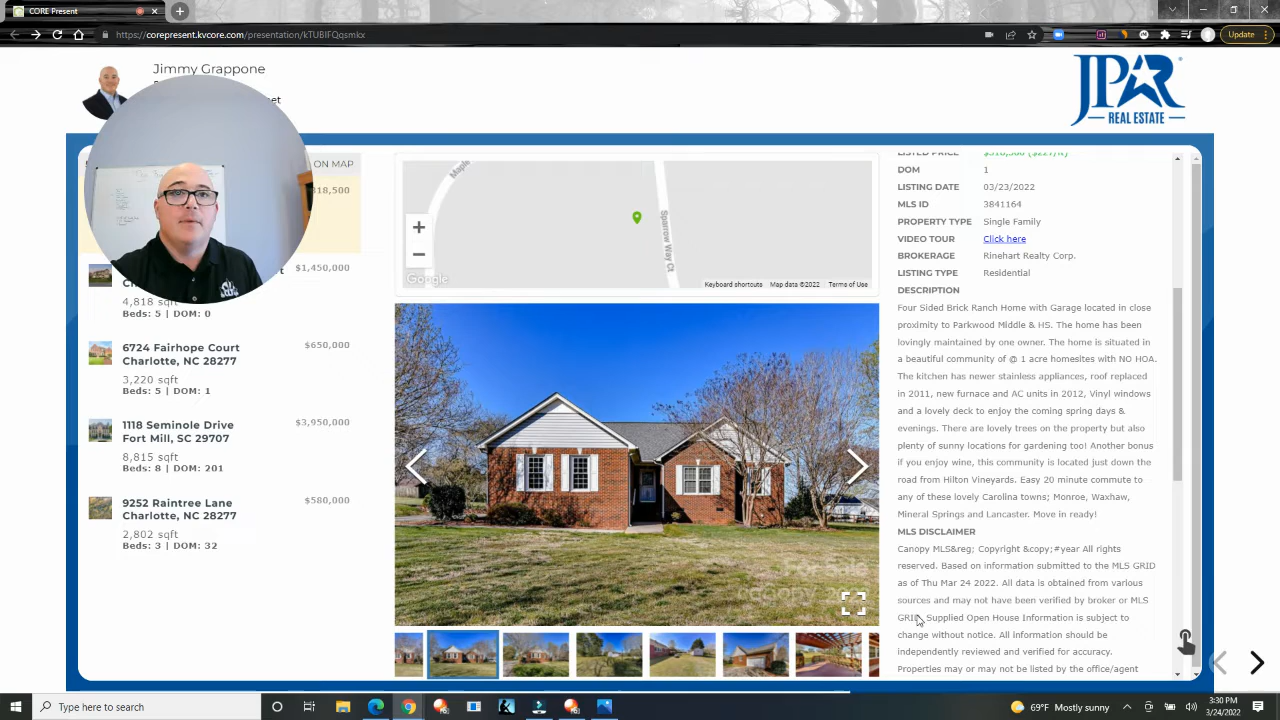 CORE Present
https://corepresent.kvcore.com/presentation/kTUBIFQqsmkx
Update
Jimmy Grappone
JPAR
REAL ESTATE
ON MAP
318,500
$1,450,000
4,818 sqft
Beds: 5 | DOM: 0
6724 Fairhope Court
$650,000
Charlotte, NC 28277
3,220 sqft
Beds: 5 | DOM: 1
1118 Seminole Drive
$3,950,000
Fort Mill, SC 29707
8,815 sqft
Beds: 8 | DOM: 201
9252 Raintree Lane
$580,000
Charlotte, NC 28277
2,802 sqft
Beds: 3 | DOM: 32
Maple
Sparrow Way Ct
Google
Keyboard shortcuts
Map data ©2022
Terms of Use
LISTED PRICE
DOM 1
LISTING DATE 03/23/2022
MLS ID 3841164
PROPERTY TYPE Single Family
VIDEO TOUR Click here
BROKERAGE Rinehart Realty Corp.
LISTING TYPE Residential
DESCRIPTION
Four Sided Brick Ranch Home with Garage located in close
proximity to Parkwood Middle & HS. The home has been
lovingly maintained by one owner. The home is situated in
a beautiful community of @ 1 acre homesites with NO HOA.
The kitchen has newer stainless appliances, roof replaced
in 2011, new furnace and AC units in 2012, Vinyl windows
and a lovely deck to enjoy the coming spring days &
evenings. There are lovely trees on the property but also
plenty of sunny locations for gardening too! Another bonus
if you enjoy wine, this community is located just down the
road from Hilton Vineyards. Easy 20 minute commute to
any of these lovely Carolina towns; Monroe, Waxhaw,
Mineral Springs and Lancaster. Move in ready!
MLS DISCLAIMER
Canopy MLS&reg; Copyright &copy;#year All rights
reserved. Based on information submitted to the MLS GRID
as of Thu Mar 24 2022. All data is obtained from various
sources and may not have been verified by broker or MLS
GRID. Supplied Open House Information is subject to
change without notice. All information should be
independently reviewed and verified for accuracy.
Properties may or may not be listed by the office/agent
Type here to search
69°F Mostly sunny
3:30 PM
3/24/2022